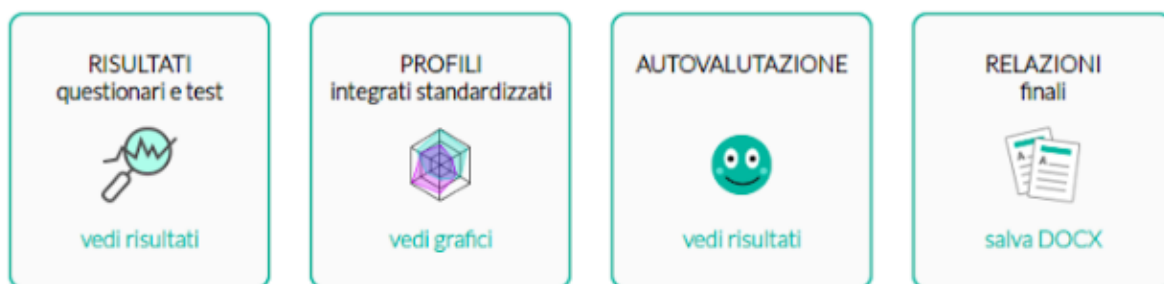 RISULTATI
questionari e test
vedi risultati
PROFILI
integrati standardizzati
vedi grafici
AUTOVALUTAZIONE
vedi risultati
RELAZIONI
finali
A
A
salva DOCX